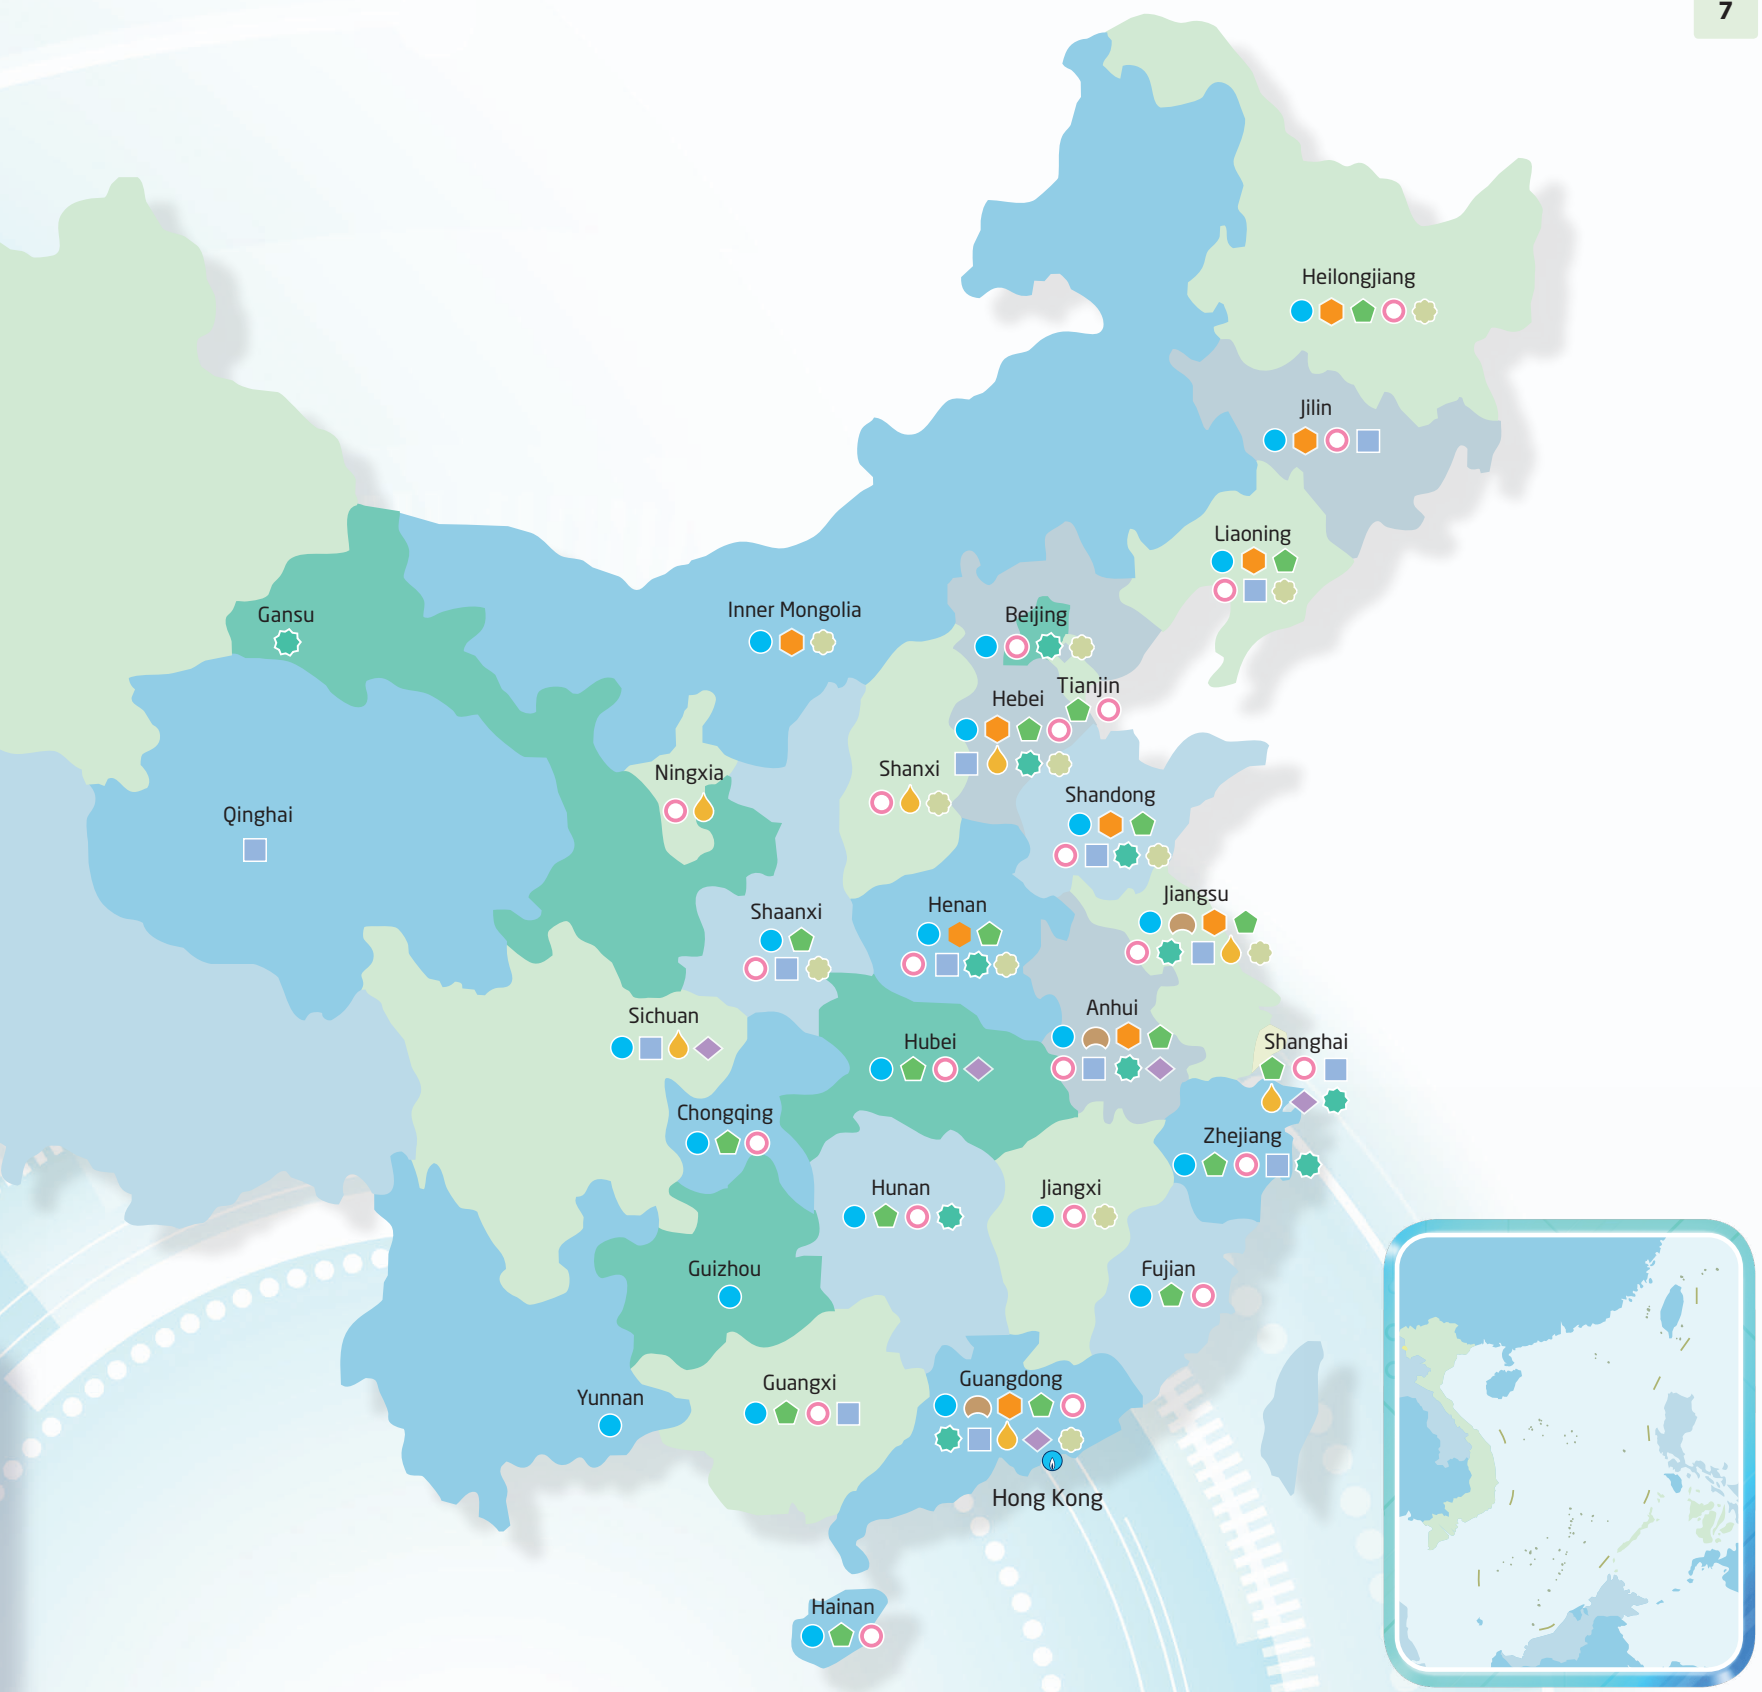 7
Heilongjiang
Jilin
Liaoning
Gansu
Inner Mongolia
Beijing
Tianjin
Hebei
Ningxia
Shanxi
Shandong
Qinghai
Jiangsu
Shaanxi
Henan
Anhui
Sichuan
Hubei
Shanghai
Chongqing
Zhejiang
Hunan
Jiangxi
Guizhou
Fujian
Guangdong
Guangxi
Yunnan
Hong Kong
Hainan